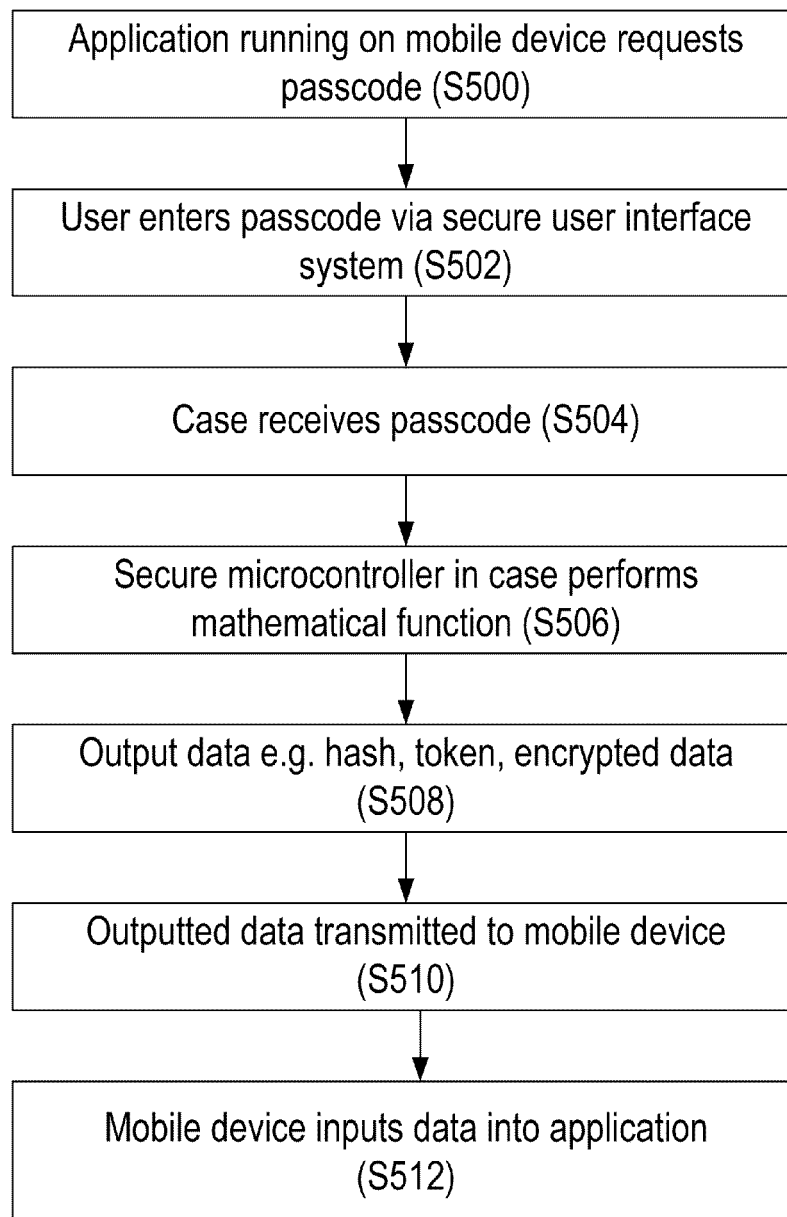 Application running on mobile device requests
passcode (S500)
User enters passcode via secure user interface
system (S502)
Case receives passcode (S504)
Secure microcontroller in case performs
mathematical function (S506)
Output data e.g. hash, token, encrypted data
(S508)
Outputted data transmitted to mobile device
(S510)
Mobile device inputs data into application
(S512)